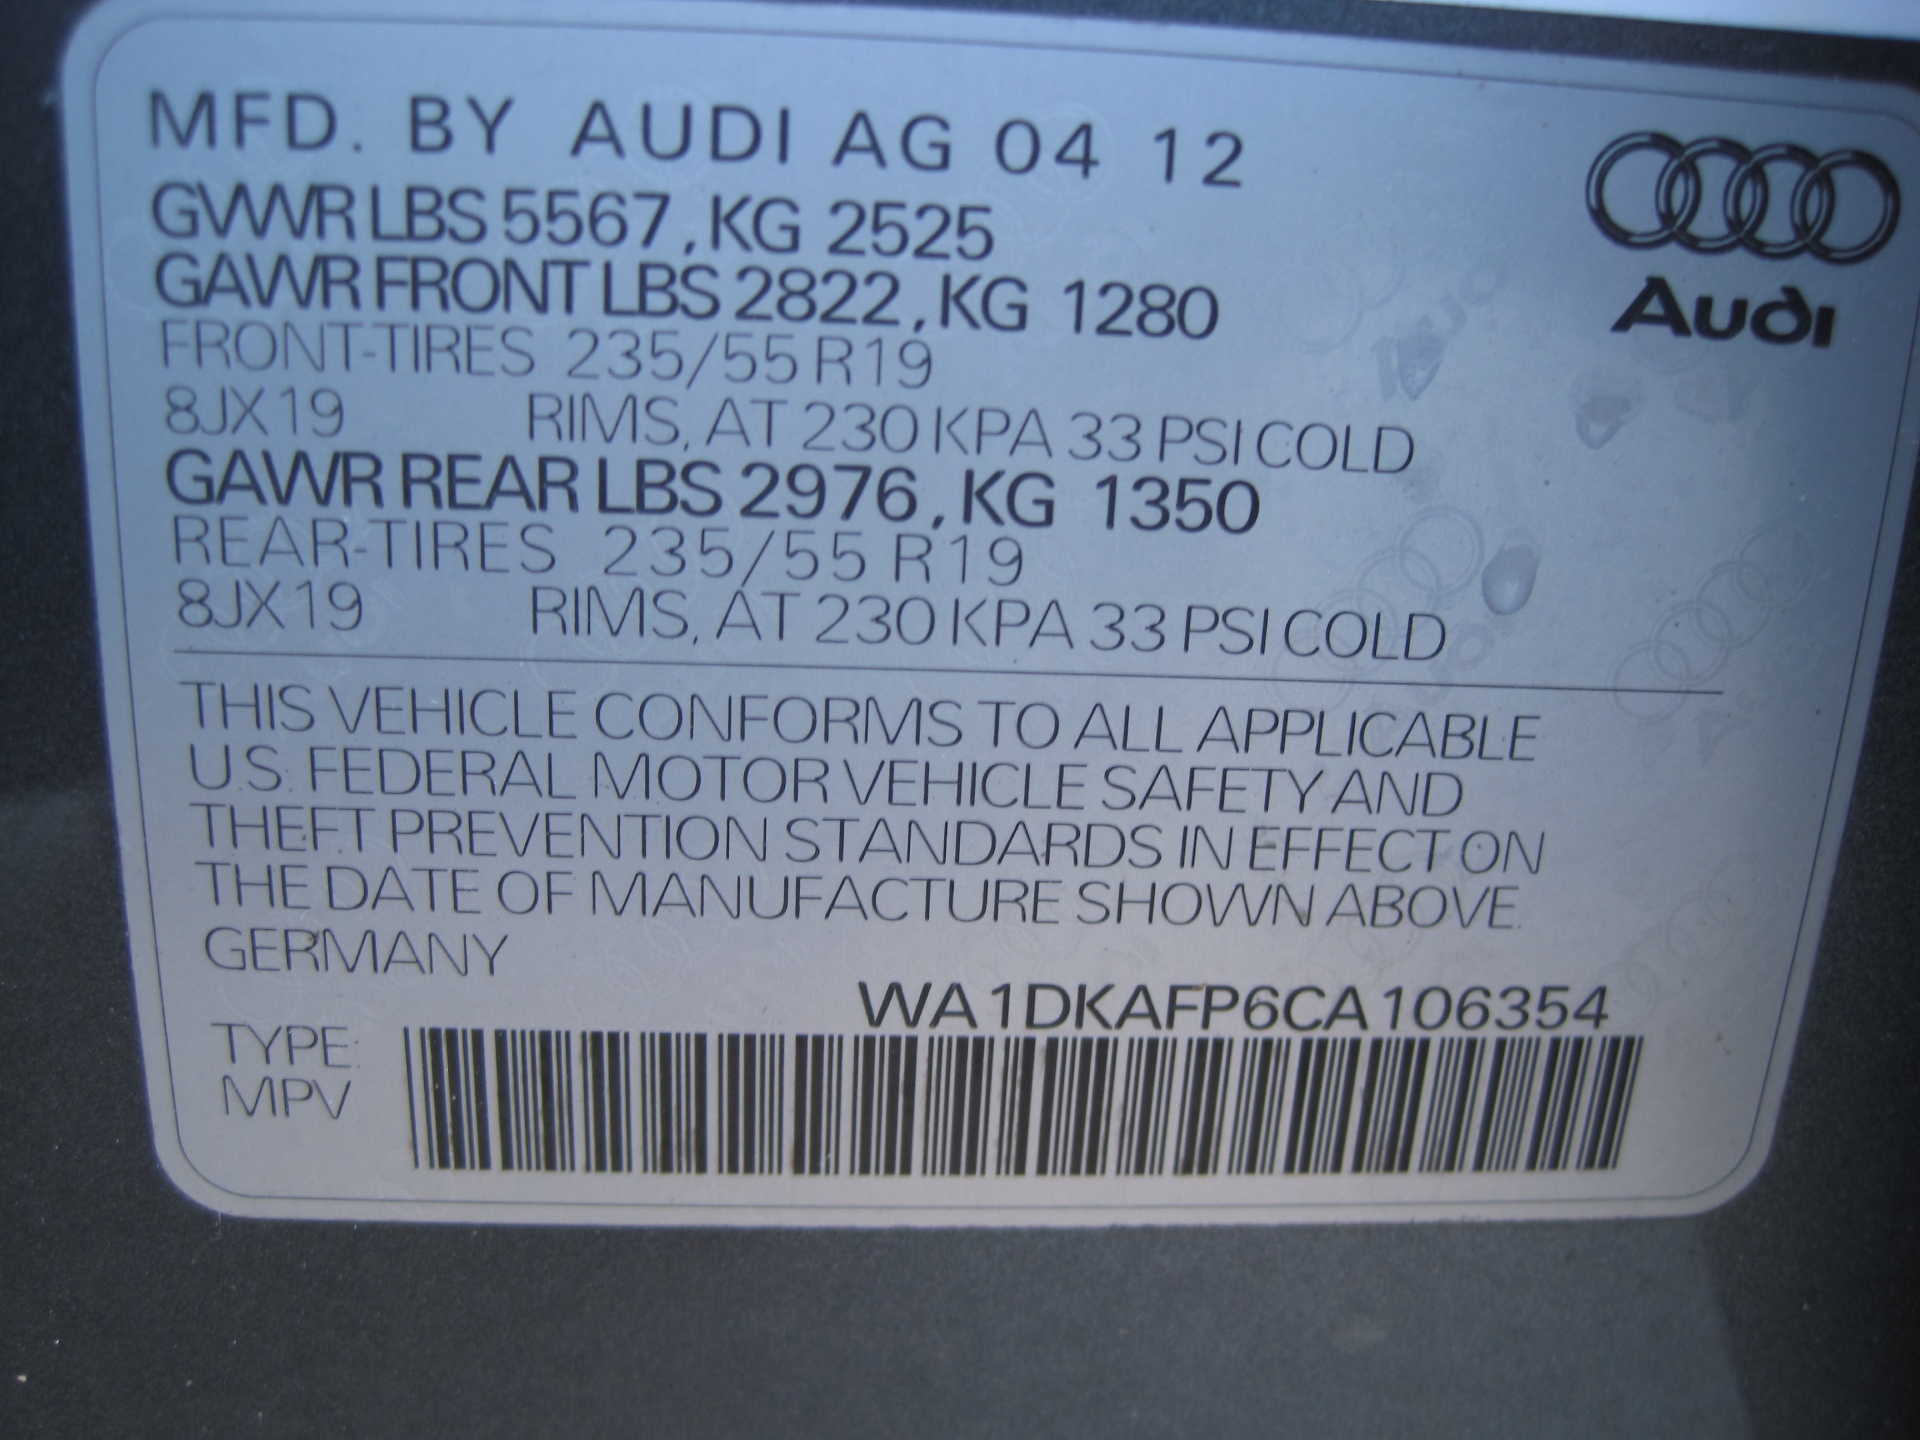 MFD. BY AUDI AG 04 12
GVWR LBS 5567, KG 2525
GAWR FRONT LBS 2822, KG 1280
FRONT-TIRES 235/55 R19
8JX19 RIMS, AT 230 KPA 33 PSI COLD
GAWR REAR LBS 2976, KG 1350
REAR-TIRES 235/55 R19
8JX19 RIMS, AT 230 KPA 33 PSI COLD
Audi
THIS VEHICLE CONFORMS TO ALL APPLICABLE
U.S. FEDERAL MOTOR VEHICLE SAFETY AND
THEFT PREVENTION STANDARDS IN EFFECT ON
THE DATE OF MANUFACTURE SHOWN ABOVE.
GERMANY
WA1DKAFP6CA106354
TYPE:
MPV